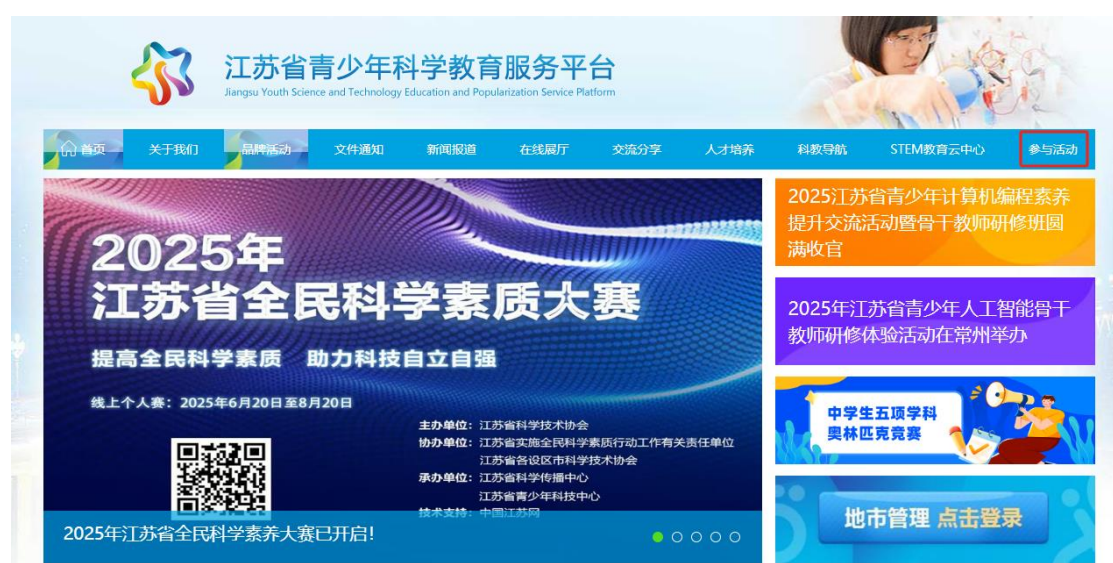 江苏省青少年科学教育服务平台
Jiangsu Youth Science and Technology Education and Popularization Service Platform
首页 关于我们 品牌活动 文件通知 新闻报道 在线展厅 交流分享 人才培养 科教导航 STEM教育云中心 参与活动
2025年
江苏省全民科学素质大赛
提高全民科学素质 助力科技自立自强
线上个人赛：2025年6月20日至8月20日
主办单位：江苏省科学技术协会
协办单位：江苏省实施全民科学素质行动工作有关责任单位
江苏省各设区市科学技术协会
承办单位：江苏省科学传播中心
江苏省青少年科技中心
技术支持：中国江苏网
2025年江苏省全民科学素养大赛已开启!
2025江苏省青少年计算机编程素养
提升交流活动暨骨干教师研修班圆
满收官
2025年江苏省青少年人工智能骨干
教师研修体验活动在常州举办
中学生五项学科
奥林匹克竞赛
地市管理 点击登录